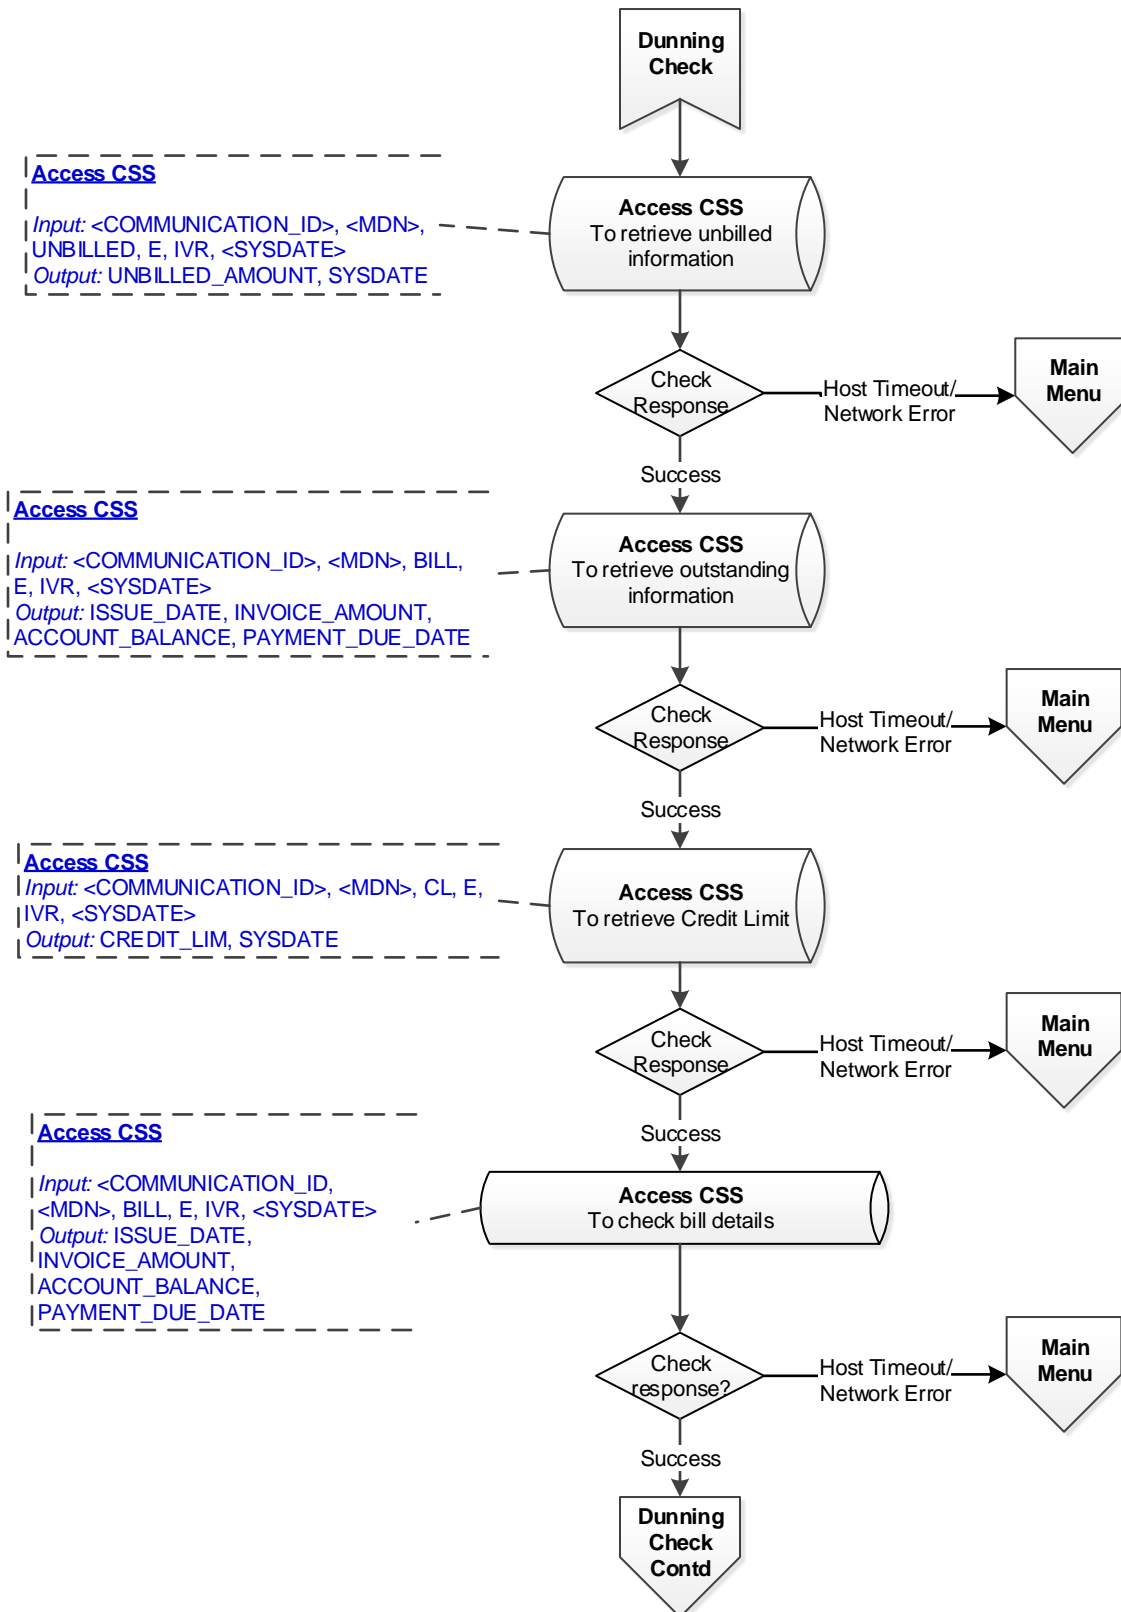 Dunning
Check
Access CSS
Input: <COMMUNICATION_ID>, <MDN>,
UNBILLED, E, IVR, <SYSDATE>
Output: UNBILLED_AMOUNT, SYSDATE
Access CSS
To retrieve unbilled
information
Check
Response
Host Timeout/
Network Error
Main
Menu
Success
Access CSS
Input: <COMMUNICATION_ID>, <MDN>, BILL,
E, IVR, <SYSDATE>
Output: ISSUE_DATE, INVOICE_AMOUNT,
ACCOUNT_BALANCE, PAYMENT_DUE_DATE
Access CSS
To retrieve outstanding
information
Check
Response
Host Timeout/
Network Error
Main
Menu
Success
Access CSS
Input: <COMMUNICATION_ID>, <MDN>, CL, E,
IVR, <SYSDATE>
Output: CREDIT_LIM, SYSDATE
Access CSS
To retrieve Credit Limit
Check
Response
Host Timeout/
Network Error
Main
Menu
Success
Access CSS
Input: <COMMUNICATION_ID,
<MDN>, BILL, E, IVR, <SYSDATE>
Output: ISSUE_DATE,
INVOICE_AMOUNT,
ACCOUNT_BALANCE,
PAYMENT_DUE_DATE
Access CSS
To check bill details
Check
response?
Host Timeout/
Network Error
Main
Menu
Success
Dunning
Check
Contd